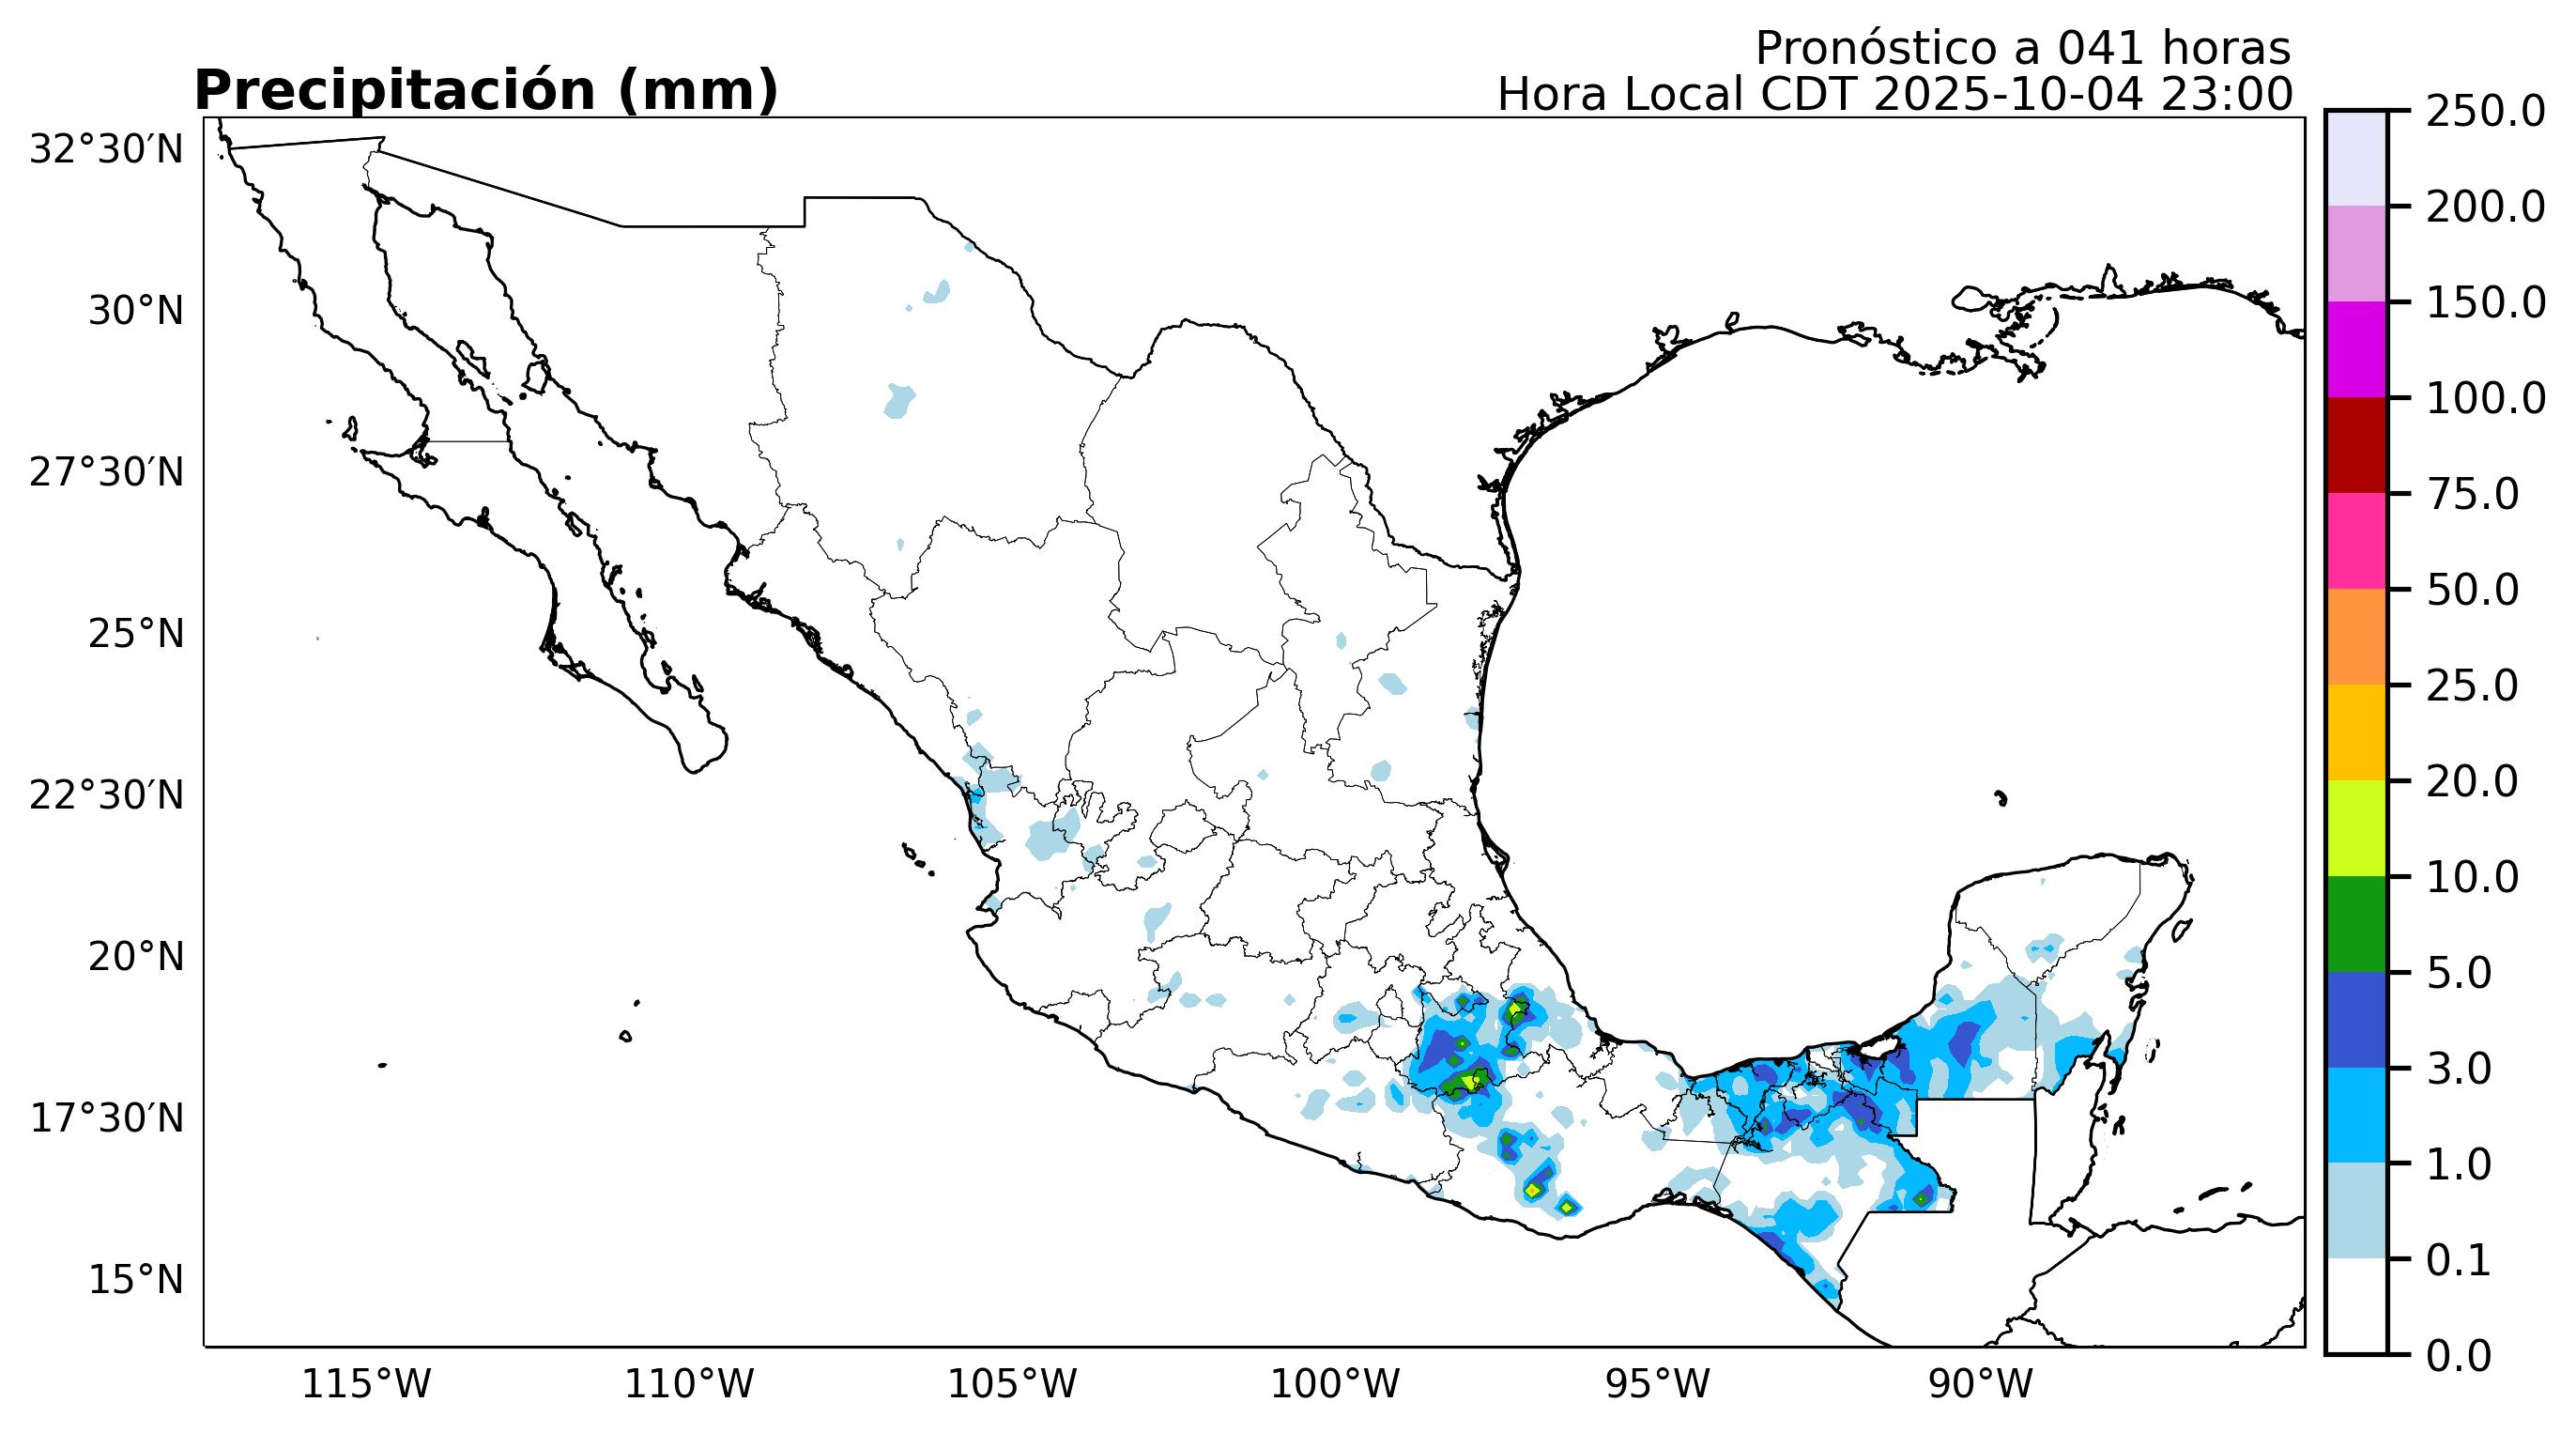 Pronóstico a 041 horas
Precipitación (mm)
Hora Local CDT 2025-10-04 23:00
32°30′N
30°N
27°30′N
25°N
22°30′N
20°N
17°30′N
15°N
115°W
110°W
105°W
100°W
95°W
90°W
250.0
200.0
150.0
100.0
75.0
50.0
25.0
20.0
10.0
5.0
3.0
1.0
0.1
0.0